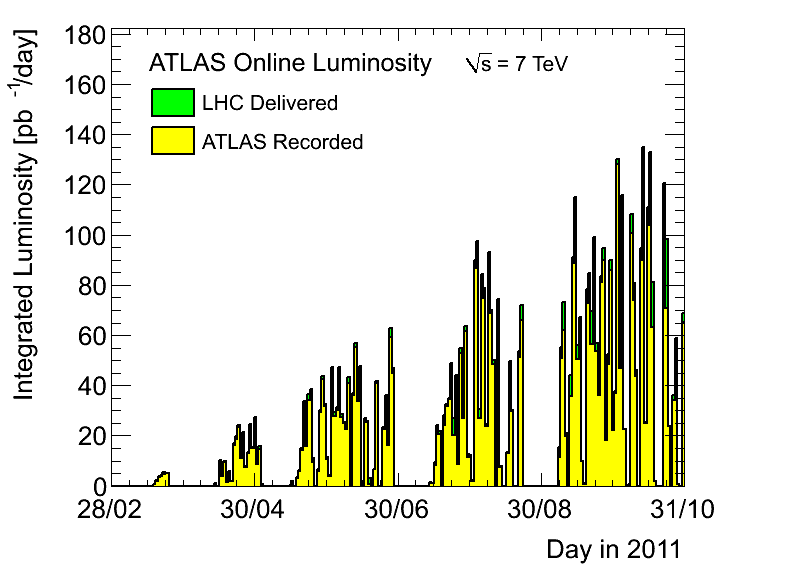 ATLAS Online Luminosity √s = 7 TeV
LHC Delivered
ATLAS Recorded
Integrated Luminosity [pb⁻¹/day]
180
160
140
120
100
80
60
40
20
0
28/02 30/04 30/06 30/08 31/10
Day in 2011